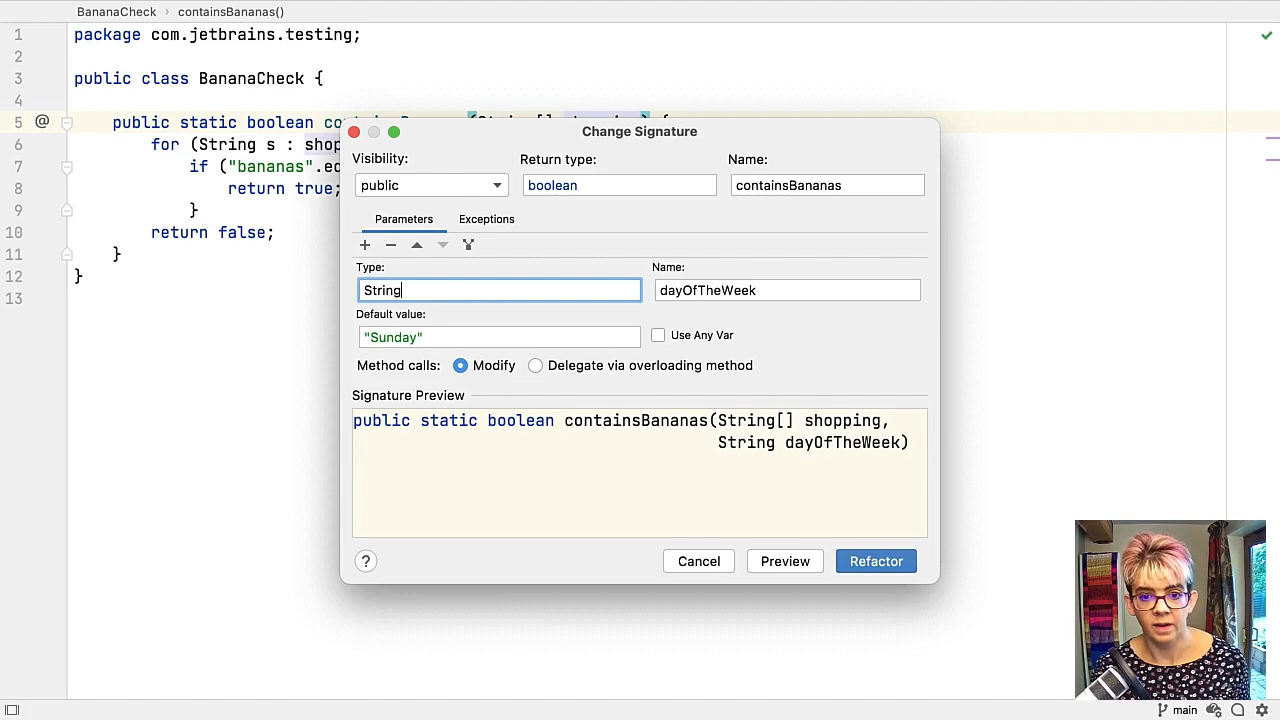 BananaCheck > containsBananas()
1 package com.jetbrains.testing;
2
3 public class BananaCheck {
4
5 @ public static boolean (String[]) {
6 for (String s : shop
7 if ("bananas".eq
8 return true;
9 }
10 return false;
11 }
12 }
13
Change Signature
Visibility: Return type: Name:
public boolean containsBananas
Parameters Exceptions
Type: Name:
String dayOfTheWeek
Default value:
"Sunday" Use Any Var
Method calls: Modify Delegate via overloading method
Signature Preview
public static boolean containsBananas(String[] shopping,
String dayOfTheWeek)
? Cancel Preview Refactor
main